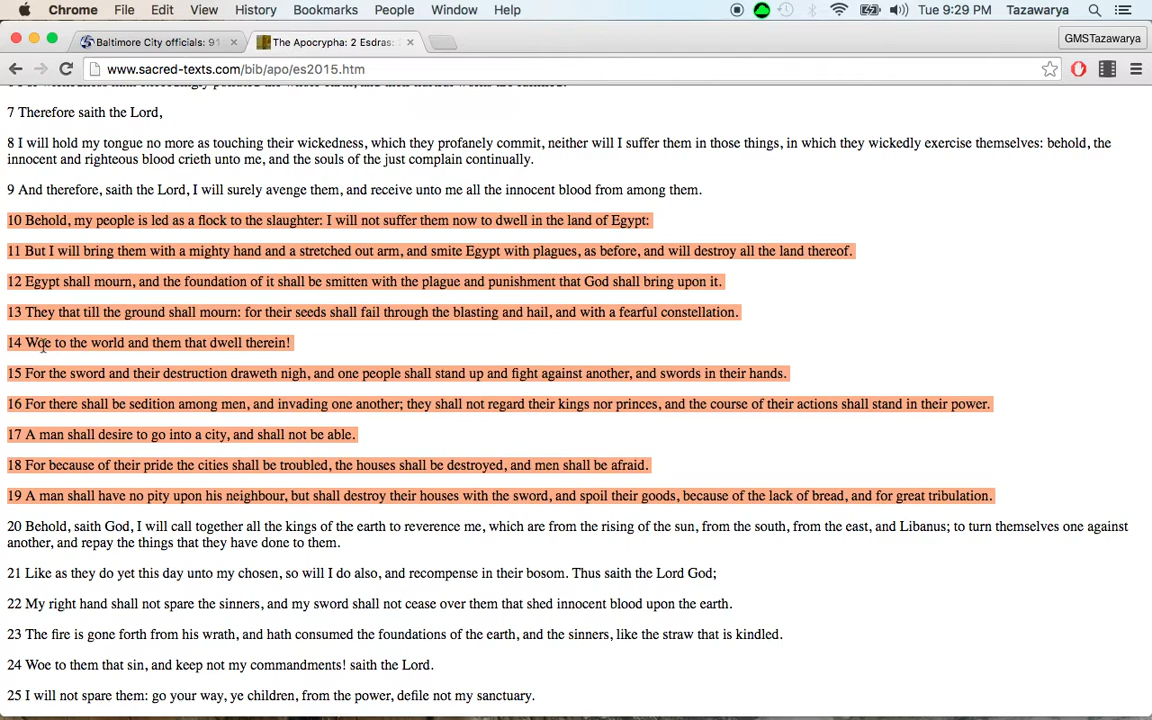 Chrome File Edit View History Bookmarks People Window Help Tue 9:29 PM Tazawarya
Baltimore City officials: 91 The Apocrypha: 2 Esdras: GMSTazawarya
www.sacred-texts.com/bib/apo/es2015.htm
7 Therefore saith the Lord,
8 I will hold my tongue no more as touching their wickedness, which they profanely commit, neither will I suffer them in those things, in which they wickedly exercise themselves: behold, the
innocent and righteous blood crieth unto me, and the souls of the just complain continually.
9 And therefore, saith the Lord, I will surely avenge them, and receive unto me all the innocent blood from among them.
10 Behold, my people is led as a flock to the slaughter: I will not suffer them now to dwell in the land of Egypt:
11 But I will bring them with a mighty hand and a stretched out arm, and smite Egypt with plagues, as before, and will destroy all the land thereof.
12 Egypt shall mourn, and the foundation of it shall be smitten with the plague and punishment that God shall bring upon it.
13 They that till the ground shall mourn: for their seeds shall fail through the blasting and hail, and with a fearful constellation.
14 Woe to the world and them that dwell therein!
15 For the sword and their destruction draweth nigh, and one people shall stand up and fight against another, and swords in their hands.
16 For there shall be sedition among men, and invading one another; they shall not regard their kings nor princes, and the course of their actions shall stand in their power.
17 A man shall desire to go into a city, and shall not be able.
18 For because of their pride the cities shall be troubled, the houses shall be destroyed, and men shall be afraid.
19 A man shall have no pity upon his neighbour, but shall destroy their houses with the sword, and spoil their goods, because of the lack of bread, and for great tribulation.
20 Behold, saith God, I will call together all the kings of the earth to reverence me, which are from the rising of the sun, from the south, from the east, and Libanus; to turn themselves one against
another, and repay the things that they have done to them.
21 Like as they do yet this day unto my chosen, so will I do also, and recompense in their bosom. Thus saith the Lord God;
22 My right hand shall not spare the sinners, and my sword shall not cease over them that shed innocent blood upon the earth.
23 The fire is gone forth from his wrath, and hath consumed the foundations of the earth, and the sinners, like the straw that is kindled.
24 Woe to them that sin, and keep not my commandments! saith the Lord.
25 I will not spare them: go your way, ye children, from the power, defile not my sanctuary.